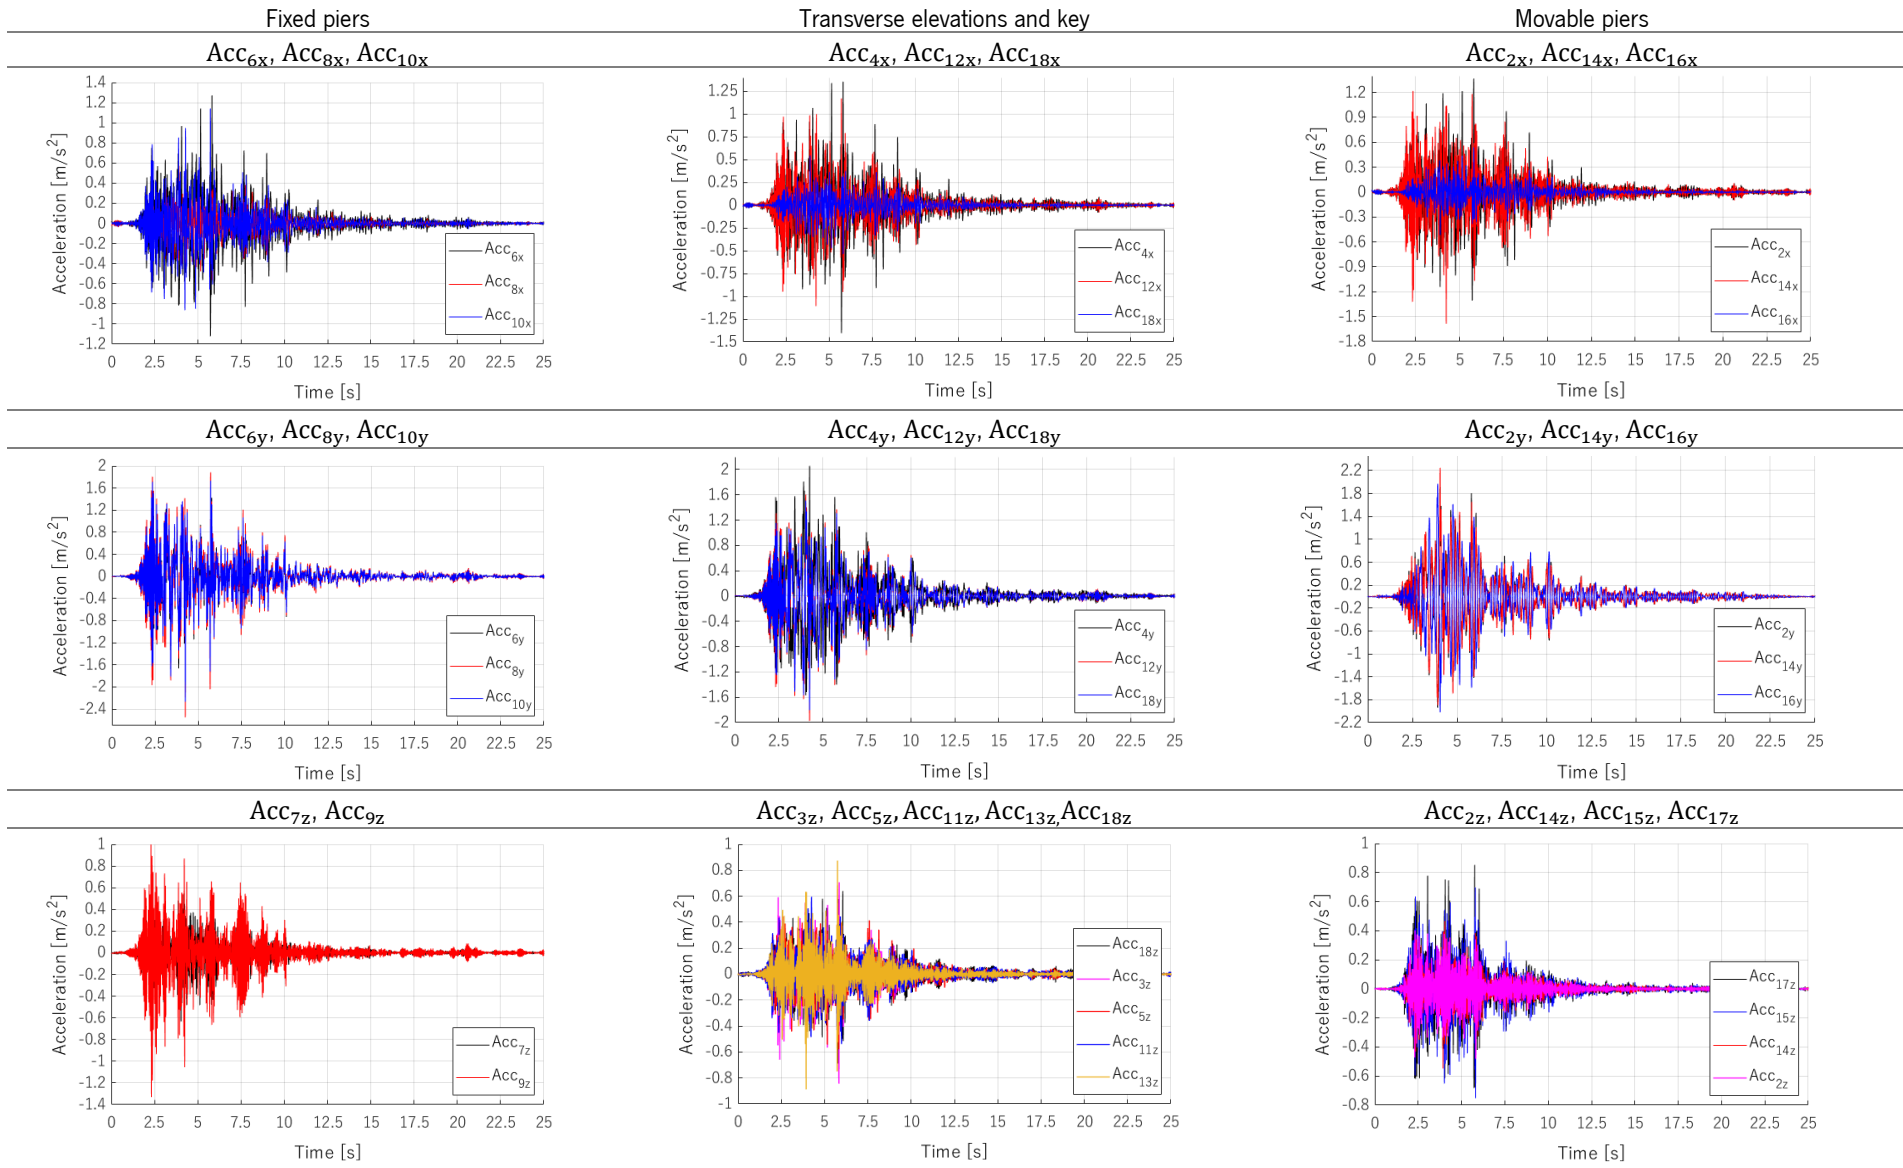 Fixed piers
Transverse elevations and key
Movable piers
Acc6x, Acc8x, Acc10x
Acc4x, Acc12x, Acc18x
Acc2x, Acc14x, Acc16x
Acceleration [m/s2]
1.4
1.2
1
0.8
0.6
0.4
0.2
0
-0.2
-0.4
-0.6
-0.8
-1
-1.2
0 2.5 5 7.5 10 12.5 15 17.5 20 22.5 25
Time [s]
Acc6x
Acc8x
Acc10x
Acceleration [m/s2]
1.25
1
0.75
0.5
0.25
0
-0.25
-0.5
-0.75
-1
-1.25
-1.5
0 2.5 5 7.5 10 12.5 15 17.5 20 22.5 25
Time [s]
Acc4x
Acc12x
Acc18x
Acceleration [m/s2]
1.2
0.9
0.6
0.3
0
-0.3
-0.6
-0.9
-1.2
-1.5
-1.8
0 2.5 5 7.5 10 12.5 15 17.5 20 22.5 25
Time [s]
Acc2x
Acc14x
Acc16x
Acc6y, Acc8y, Acc10y
Acc4y, Acc12y, Acc18y
Acc2y, Acc14y, Acc16y
Acceleration [m/s2]
2
1.6
1.2
0.8
0.4
0
-0.4
-0.8
-1.2
-1.6
-2
-2.4
0 2.5 5 7.5 10 12.5 15 17.5 20 22.5 25
Time [s]
Acc6y
Acc8y
Acc10y
Acceleration [m/s2]
2
1.6
1.2
0.8
0.4
0
-0.4
-0.8
-1.2
-1.6
-2
0 2.5 5 7.5 10 12.5 15 17.5 20 22.5 25
Time [s]
Acc4y
Acc12y
Acc18y
Acceleration [m/s2]
2.2
1.8
1.4
1
0.6
0.2
-0.2
-0.6
-1
-1.4
-1.8
-2.2
0 2.5 5 7.5 10 12.5 15 17.5 20 22.5 25
Time [s]
Acc2y
Acc14y
Acc16y
Acc7z, Acc9z
Acc3z, Acc5z, Acc11z, Acc13z, Acc18z
Acc2z, Acc14z, Acc15z, Acc17z
Acceleration [m/s2]
1
0.8
0.6
0.4
0.2
0
-0.2
-0.4
-0.6
-0.8
-1
-1.2
-1.4
0 2.5 5 7.5 10 12.5 15 17.5 20 22.5 25
Time [s]
Acc7z
Acc9z
Acceleration [m/s2]
1
0.8
0.6
0.4
0.2
0
-0.2
-0.4
-0.6
-0.8
-1
0 2.5 5 7.5 10 12.5 15 17.5 20 22.5 25
Time [s]
Acc18z
Acc3z
Acc5z
Acc11z
Acc13z
Acceleration [m/s2]
1
0.8
0.6
0.4
0.2
0
-0.2
-0.4
-0.6
-0.8
0 2.5 5 7.5 10 12.5 15 17.5 20 22.5 25
Time [s]
Acc17z
Acc15z
Acc14z
Acc2z